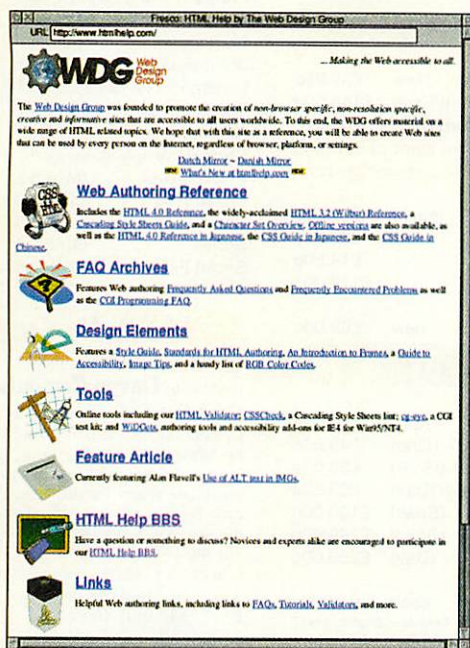 Fresco: HTML Help by The Web Design Group
URL http://www.htmlhelp.com/
WDG Web Design Group
... Making the Web accessible to all.
The Web Design Group was founded to promote the creation of non-browser specific, non-resolution specific,
creative and informative sites that are accessible to all users worldwide. To this end, the WDG offers material on a
wide range of HTML related topics. We hope that with this site as a reference, you will be able to create Web sites
that can be used by every person on the Internet, regardless of browser, platform, or settings.
Dutch Mirror ~ Danish Mirror
NEW What's New at htmlhelp.com NEW
CSS
HTML
Web Authoring Reference
Includes the HTML 4.0 Reference, the widely-acclaimed HTML 3.2 (Wilbur) Reference, a
Cascading Style Sheets Guide, and a Character Set Overview. Offline versions are also available, as
well as the HTML 4.0 Reference in Japanese, the CSS Guide in Japanese, and the CSS Guide in
Chinese.
FAQ Archives
Features Web authoring Frequently Asked Questions and Frequently Encountered Problems as well
as the CGI Programming FAQ.
Design Elements
Features a Style Guide, Standards for HTML Authoring, An Introduction to Frames, a Guide to
Accessibility, Image Tips, and a handy list of RGB Color Codes.
Tools
Online tools including our HTML Validator; CSSCheck, a Cascading Style Sheets lint; cg-eye, a CGI
test kit; and WiDGets, authoring tools and accessibility add-ons for IE4 for Win95/NT4.
Feature Article
Currently featuring Alan Flavell's Use of ALT text in IMGs.
HTML Help BBS
Have a question or something to discuss? Novices and experts alike are encouraged to participate in
our HTML Help BBS.
Links
Helpful Web authoring links, including links to FAQs, Tutorials, Validators, and more.